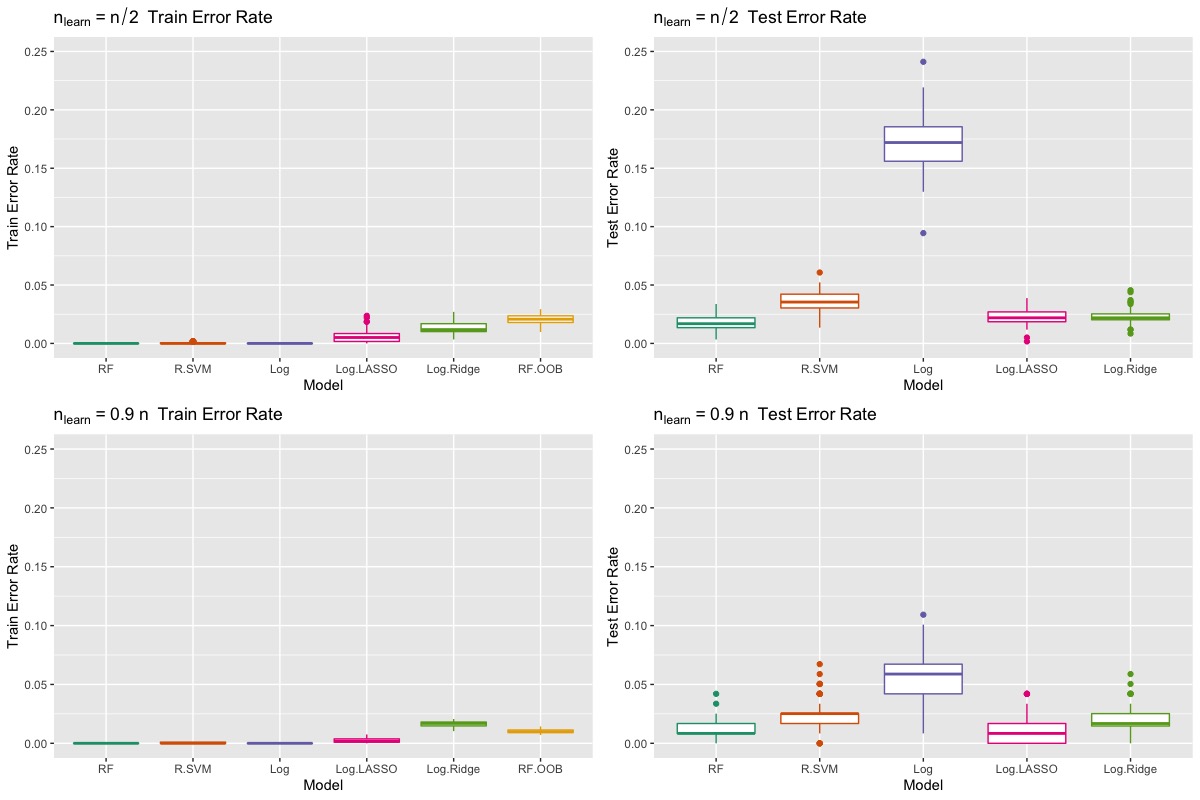 n_learn = n/2 Train Error Rate
Train Error Rate
0.25
0.20
0.15
0.10
0.05
0.00
RF R.SVM Log Log.LASSO Log.Ridge RF.OOB
Model
n_learn = n/2 Test Error Rate
Test Error Rate
0.25
0.20
0.15
0.10
0.05
0.00
RF R.SVM Log Log.LASSO Log.Ridge
Model
n_learn = 0.9 n Train Error Rate
Train Error Rate
0.25
0.20
0.15
0.10
0.05
0.00
RF R.SVM Log Log.LASSO Log.Ridge RF.OOB
Model
n_learn = 0.9 n Test Error Rate
Test Error Rate
0.25
0.20
0.15
0.10
0.05
0.00
RF R.SVM Log Log.LASSO Log.Ridge
Model